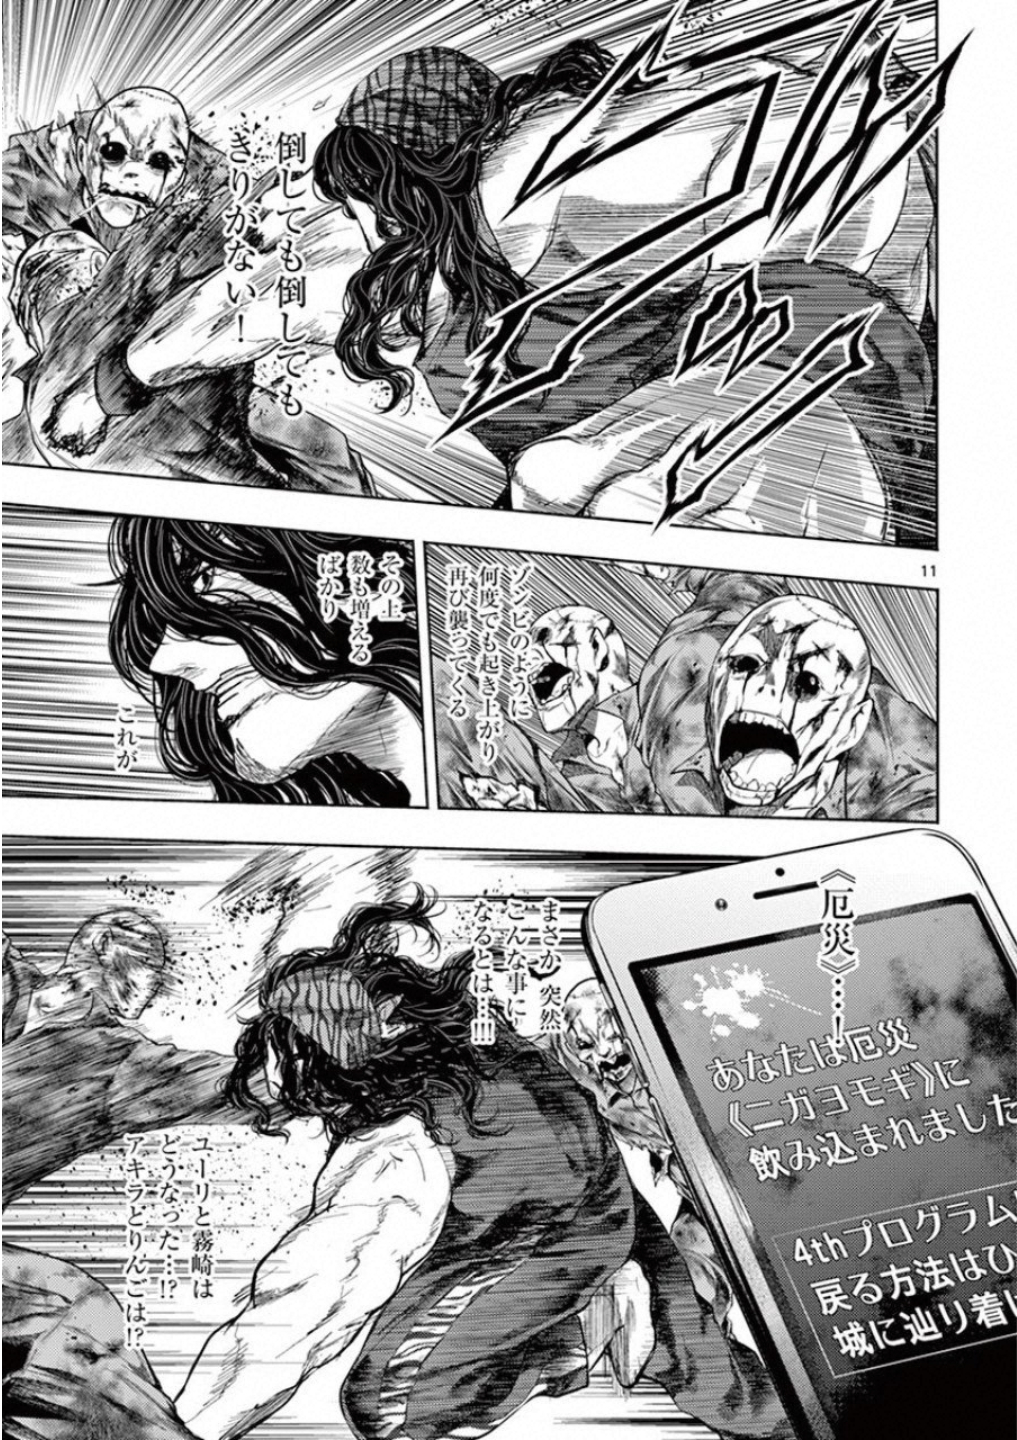 倒しても倒しても
きりがない！
11
ゾンビのように
何度でも起き上がり
再び襲ってくる
その上
数も増える
ばかり
これが
《厄災》…！
あなたは厄災
《ニガヨモギ》に
飲み込まれました
4thプログラム
戻る方法はひ
城に辿り着
まさか 突然
こんな事に
なるとは…!!!
ユーリと霧崎は
どうなった…!?
アキラとりんごは!?